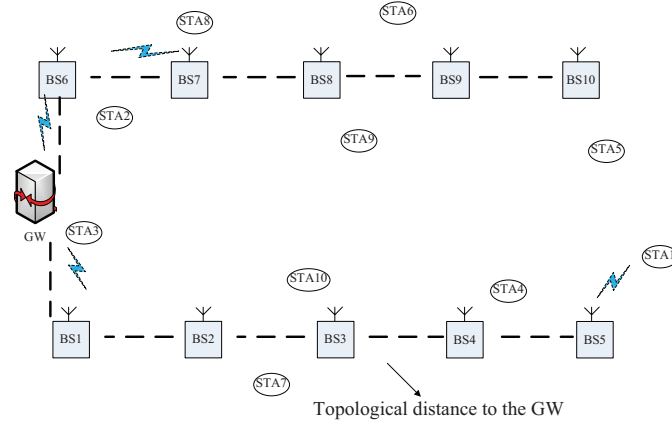 STA8
STA6
BS6
BS7
BS8
BS9
BS10
STA2
STA9
STA5
GW
STA3
STA1
STA10
STA4
BS1
BS2
BS3
BS4
BS5
STA7
Topological distance to the GW